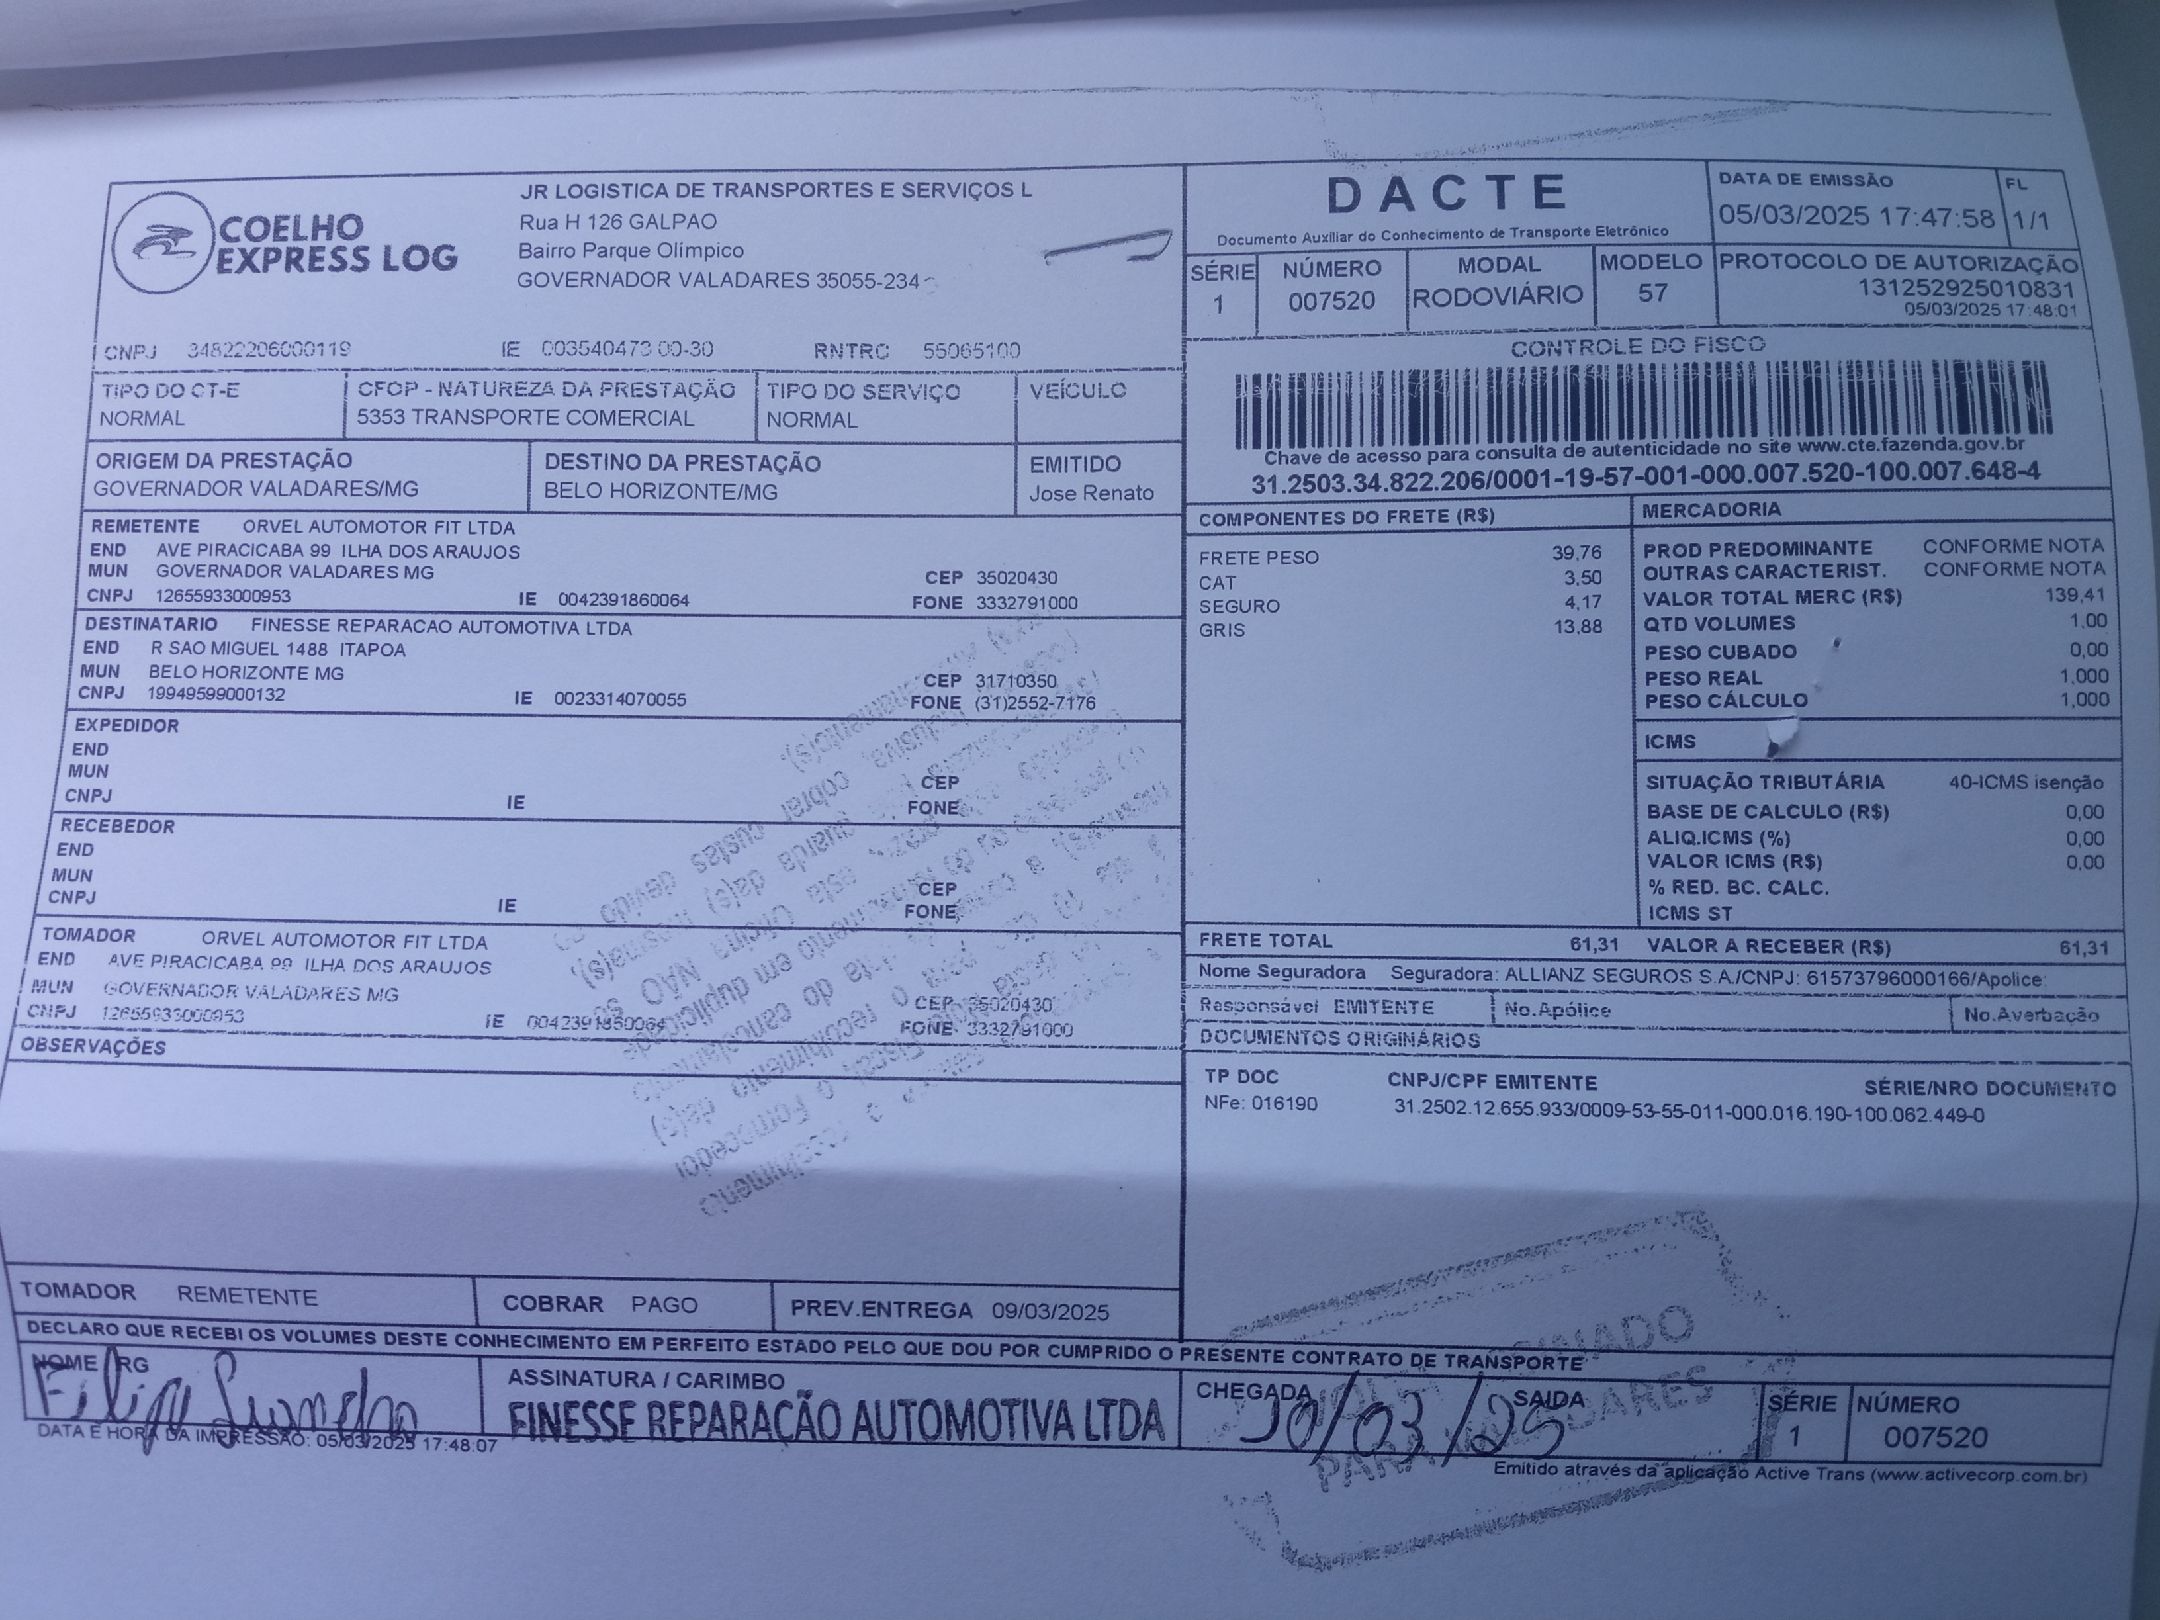 COELHO
EXPRESS LOG
JR LOGISTICA DE TRANSPORTES E SERVIÇOS L
Rua H 126 GALPAO
Bairro Parque Olímpico
GOVERNADOR VALADARES 35055-234
CNPJ 34822206000119 IE 003540473 00-30 RNTRC 55065100
TIPO DO CT-E
NORMAL
CFOP - NATUREZA DA PRESTAÇÃO
5353 TRANSPORTE COMERCIAL
TIPO DO SERVIÇO
NORMAL
VEÍCULO
ORIGEM DA PRESTAÇÃO
GOVERNADOR VALADARES/MG
DESTINO DA PRESTAÇÃO
BELO HORIZONTE/MG
EMITIDO
Jose Renato
REMETENTE ORVEL AUTOMOTOR FIT LTDA
END AVE PIRACICABA 99 ILHA DOS ARAUJOS
MUN GOVERNADOR VALADARES MG CEP 35020430
CNPJ 12655933000953 IE 0042391860064 FONE 3332791000
DESTINATARIO FINESSE REPARACAO AUTOMOTIVA LTDA
END R SAO MIGUEL 1488 ITAPOA
MUN BELO HORIZONTE MG CEP 31710350
CNPJ 19949599000132 IE 0023314070055 FONE (31)2552-7176
EXPEDIDOR
END
MUN CEP
CNPJ IE FONE
RECEBEDOR
END
MUN CEP
CNPJ IE FONE
TOMADOR ORVEL AUTOMOTOR FIT LTDA
END AVE PIRACICABA 99 ILHA DOS ARAUJOS
MUN GOVERNADOR VALADARES MG CEP 35020430
CNPJ 12655933000953 IE 0042391860064 FONE 3332791000
OBSERVAÇÕES
DACTE
Documento Auxiliar do Conhecimento de Transporte Eletrônico
DATA DE EMISSÃO
05/03/2025 17:47:58
FL
1/1
SÉRIE
1
NÚMERO
007520
MODAL
RODOVIÁRIO
MODELO
57
PROTOCOLO DE AUTORIZAÇÃO
131252925010831
05/03/2025 17:48:01
CONTROLE DO FISCO
Chave de acesso para consulta de autenticidade no site www.cte.fazenda.gov.br
31.2503.34.822.206/0001-19-57-001-000.007.520-100.007.648-4
COMPONENTES DO FRETE (R$)
FRETE PESO 39,76
CAT 3,50
SEGURO 4,17
GRIS 13,88
MERCADORIA
PROD PREDOMINANTE CONFORME NOTA
OUTRAS CARACTERIST. CONFORME NOTA
VALOR TOTAL MERC (R$) 139,41
QTD VOLUMES 1,00
PESO CUBADO 0,00
PESO REAL 1,000
PESO CÁLCULO 1,000
ICMS
SITUAÇÃO TRIBUTÁRIA 40-ICMS isenção
BASE DE CALCULO (R$) 0,00
ALIQ.ICMS (%) 0,00
VALOR ICMS (R$) 0,00
% RED. BC. CALC.
ICMS ST
FRETE TOTAL 61,31 VALOR A RECEBER (R$) 61,31
Nome Seguradora Seguradora: ALLIANZ SEGUROS S.A/CNPJ: 61573796000166/Apolice:
Responsável EMITENTE No.Apólice No.Averbação
DOCUMENTOS ORIGINÁRIOS
TP DOC CNPJ/CPF EMITENTE SÉRIE/NRO DOCUMENTO
NFe: 016190 31.2502.12.655.933/0009-53-55-011-000.016.190-100.062.449-0
TOMADOR REMETENTE COBRAR PAGO PREV.ENTREGA 09/03/2025
DECLARO QUE RECEBI OS VOLUMES DESTE CONHECIMENTO EM PERFEITO ESTADO PELO QUE DOU POR CUMPRIDO O PRESENTE CONTRATO DE TRANSPORTE
NOME RG
ASSINATURA / CARIMBO
FINESSE REPARAÇÃO AUTOMOTIVA LTDA
CHEGADA SAIDA
10/03/25
SÉRIE
1
NÚMERO
007520
DATA E HORA DA IMPRESSÃO: 05/03/2025 17:48:07
Emitido através da aplicação Active Trans (www.activecorp.com.br)